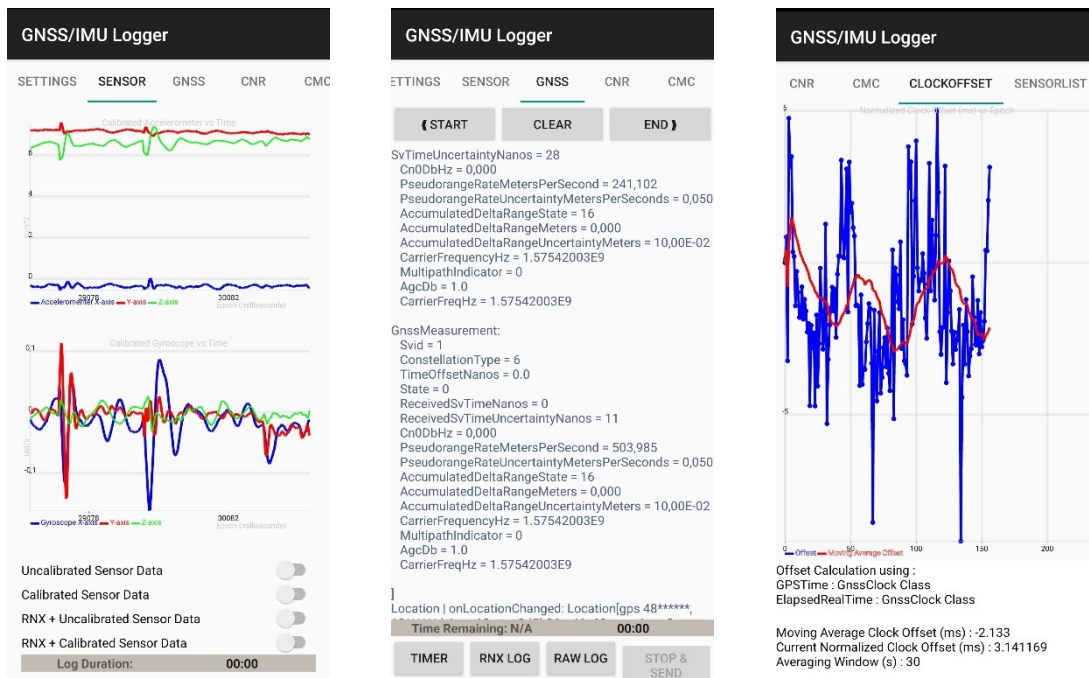 GNSS/IMU Logger
SETTINGS SENSOR GNSS CNR CMC
Calibrated Accelerometer vs Time
6
4
2
0
29078 30082
Accelerometer X-axis Y-axis Z-axis
Epoch (milliseconds)
Calibrated Gyroscope vs Time
0,1
0
-0,1
rad/s
29078 30082
Gyroscope X-axis Y-axis Z-axis
Epoch (milliseconds)
Uncalibrated Sensor Data
Calibrated Sensor Data
RNX + Uncalibrated Sensor Data
RNX + Calibrated Sensor Data
Log Duration: 00:00
GNSS/IMU Logger
ETTINGS SENSOR GNSS CNR CMC
❰ START CLEAR END ❱
SvTimeUncertaintyNanos = 28
Cn0DbHz = 0,000
PseudorangeRateMetersPerSecond = 241,102
PseudorangeRateUncertaintyMetersPerSeconds = 0,050
AccumulatedDeltaRangeState = 16
AccumulatedDeltaRangeMeters = 0,000
AccumulatedDeltaRangeUncertaintyMeters = 10,00E-02
CarrierFrequencyHz = 1.57542003E9
MultipathIndicator = 0
AgcDb = 1.0
CarrierFreqHz = 1.57542003E9
GnssMeasurement:
Svid = 1
ConstellationType = 6
TimeOffsetNanos = 0.0
State = 0
ReceivedSvTimeNanos = 0
ReceivedSvTimeUncertaintyNanos = 11
Cn0DbHz = 0,000
PseudorangeRateMetersPerSecond = 503,985
PseudorangeRateUncertaintyMetersPerSeconds = 0,050
AccumulatedDeltaRangeState = 16
AccumulatedDeltaRangeMeters = 0,000
AccumulatedDeltaRangeUncertaintyMeters = 10,00E-02
CarrierFrequencyHz = 1.57542003E9
MultipathIndicator = 0
AgcDb = 1.0
CarrierFreqHz = 1.57542003E9
]
Location | onLocationChanged: Location[gps 48******,
Time Remaining: N/A 00:00
TIMER RNX LOG RAW LOG STOP & SEND
GNSS/IMU Logger
CNR CMC CLOCKOFFSET SENSORLIST
Normalized Clock Offset (ms) vs Epoch
5
-5
0 50 100 150 200
Offset Moving Average Offset
Offset Calculation using :
GPSTime : GnssClock Class
ElapsedRealTime : GnssClock Class
Moving Average Clock Offset (ms) : -2.133
Current Normalized Clock Offset (ms) : 3.141169
Averaging Window (s) : 30